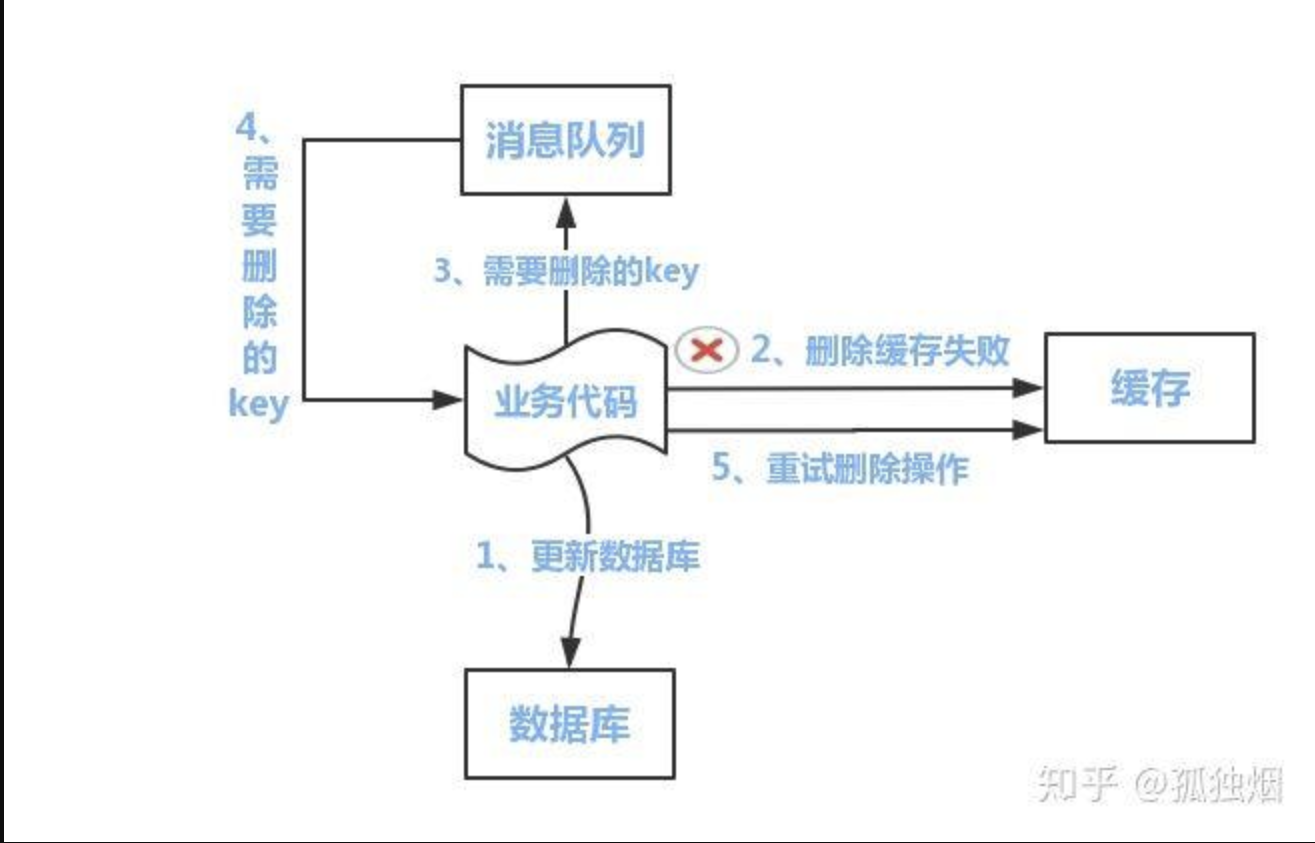 消息队列
4、需要删除的key
3、需要删除的key
2、删除缓存失败
业务代码
缓存
5、重试删除操作
1、更新数据库
数据库
知乎 @孤独烟